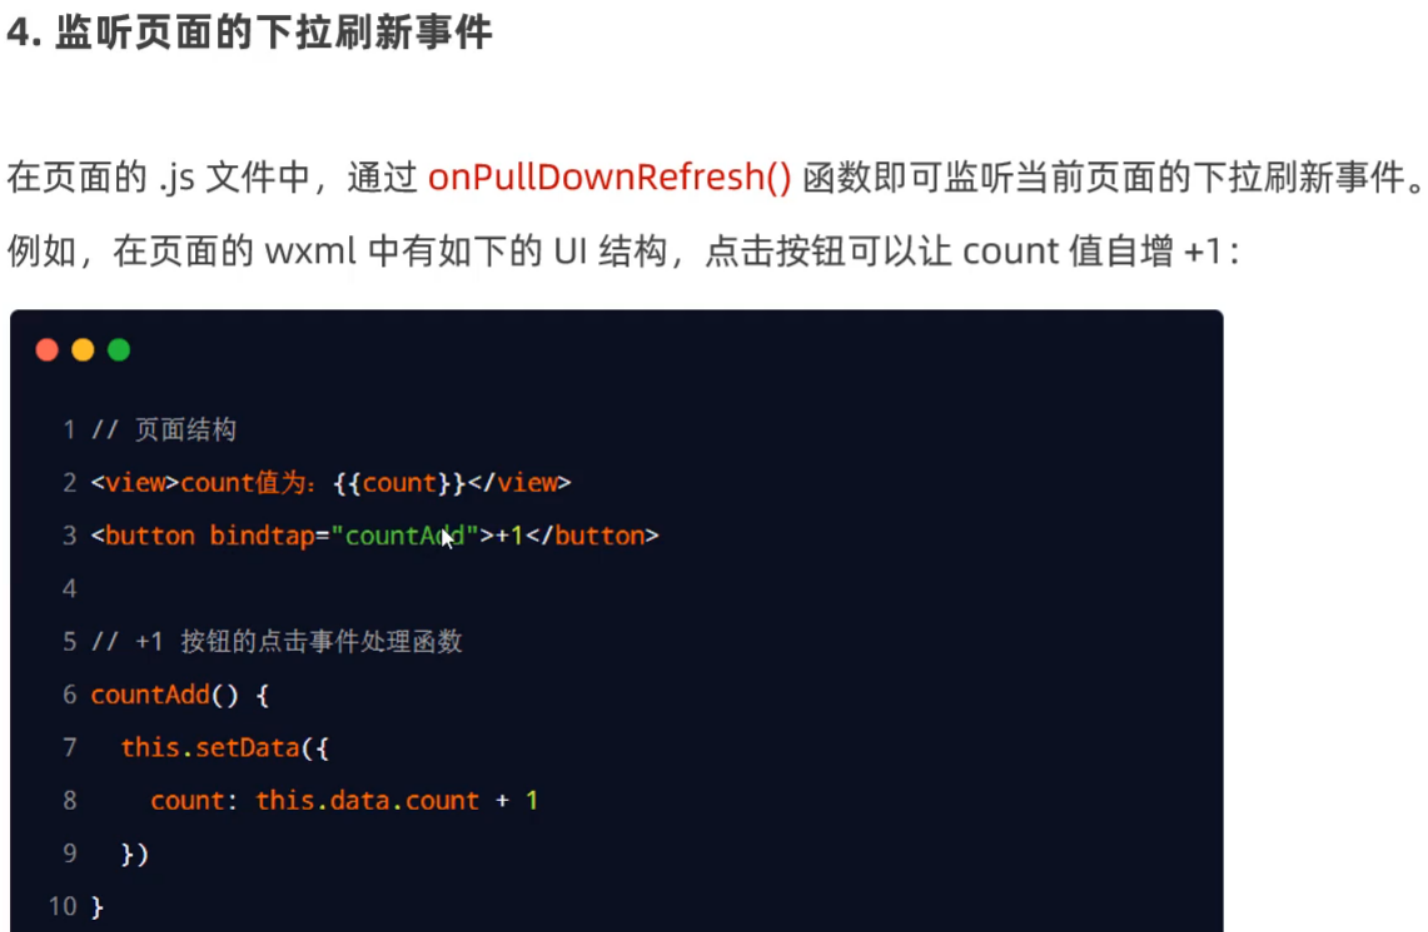 4. 监听页面的下拉刷新事件
在页面的 .js 文件中，通过 onPullDownRefresh() 函数即可监听当前页面的下拉刷新事件。
例如，在页面的 wxml 中有如下的 UI 结构，点击按钮可以让 count 值自增 +1：
1 // 页面结构
2 <view>count值为：{{count}}</view>
3 <button bindtap="countAdd">+1</button>
4
5 // +1 按钮的点击事件处理函数
6 countAdd() {
7   this.setData({
8     count: this.data.count + 1
9   })
10 }